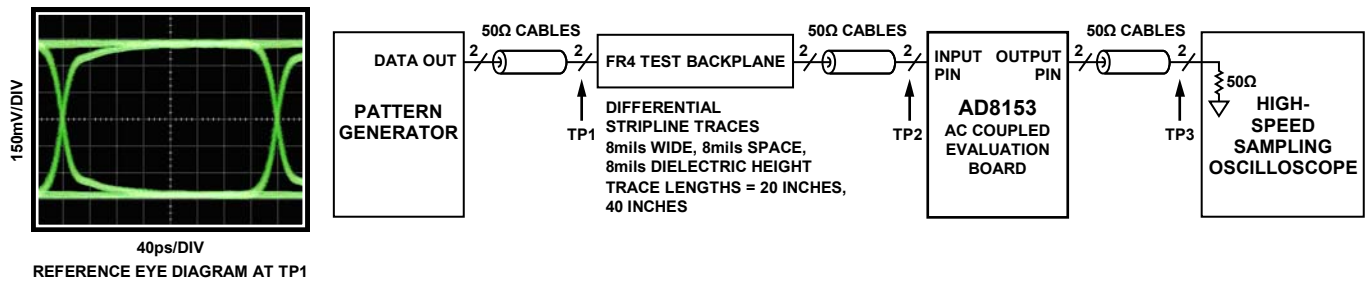 150mV/DIV
40ps/DIV
REFERENCE EYE DIAGRAM AT TP1
DATA OUT
PATTERN
GENERATOR
50Ω CABLES
2
2
TP1
FR4 TEST BACKPLANE
DIFFERENTIAL
STRIPLINE TRACES
8mils WIDE, 8mils SPACE,
8mils DIELECTRIC HEIGHT
TRACE LENGTHS = 20 INCHES,
40 INCHES
50Ω CABLES
2
2
TP2
INPUT
PIN
OUTPUT
PIN
AD8153
AC COUPLED
EVALUATION
BOARD
50Ω CABLES
2
2
TP3
50Ω
HIGH-
SPEED
SAMPLING
OSCILLOSCOPE